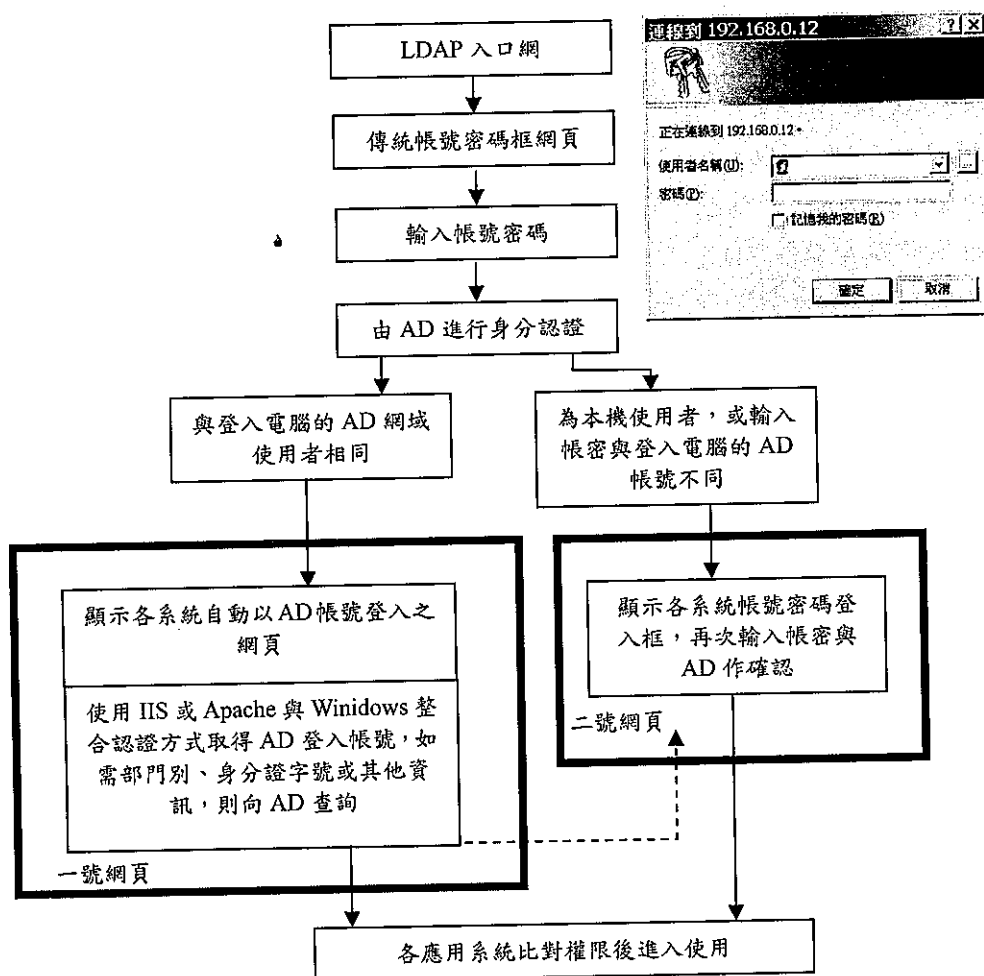 LDAP 入口網
傳統帳號密碼框網頁
輸入帳號密碼
由 AD 進行身分認證
連線到 192.168.0.12
正在連線到 192.168.0.12。
使用者名稱(U):
密碼(P):
記憶我的密碼(R)
確定
取消
與登入電腦的 AD 網域
使用者相同
為本機使用者，或輸入
帳密與登入電腦的 AD
帳號不同
顯示各系統自動以AD帳號登入之
網頁
使用 IIS 或 Apache 與 Winidows 整
合認證方式取得 AD 登入帳號，如
需部門別、身分證字號或其他資
訊，則向 AD 查詢
一號網頁
顯示各系統帳號密碼登
入框，再次輸入帳密與
AD 作確認
二號網頁
各應用系統比對權限後進入使用